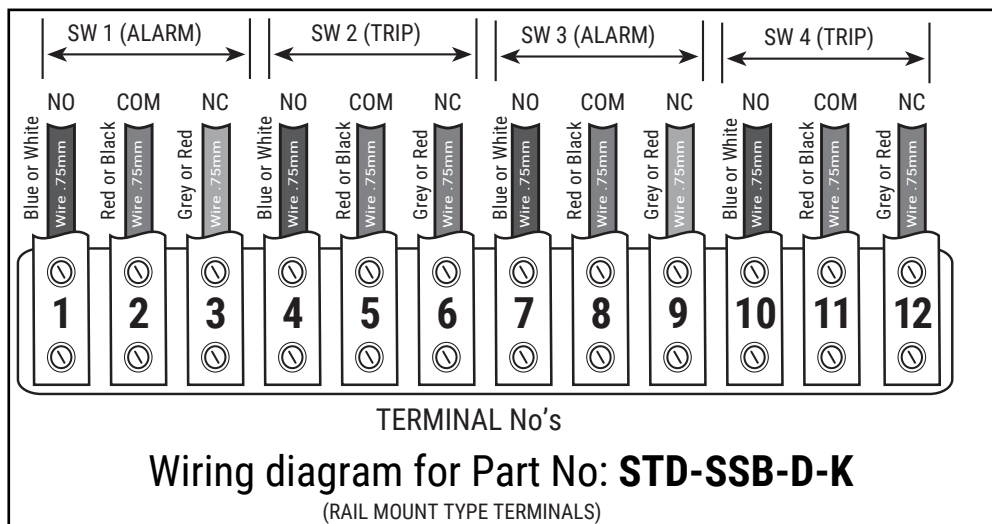 SW 1 (ALARM) SW 2 (TRIP) SW 3 (ALARM) SW 4 (TRIP)
NO COM NC NO COM NC NO COM NC NO COM NC
Blue or White Red or Black Grey or Red Blue or White Red or Black Grey or Red Blue or White Red or Black Grey or Red Blue or White Red or Black Grey or Red
Wire .75mm Wire .75mm Wire .75mm Wire .75mm Wire .75mm Wire .75mm Wire .75mm Wire .75mm Wire .75mm Wire .75mm Wire .75mm Wire .75mm
1 2 3 4 5 6 7 8 9 10 11 12
TERMINAL No's
Wiring diagram for Part No: STD-SSB-D-K
(RAIL MOUNT TYPE TERMINALS)